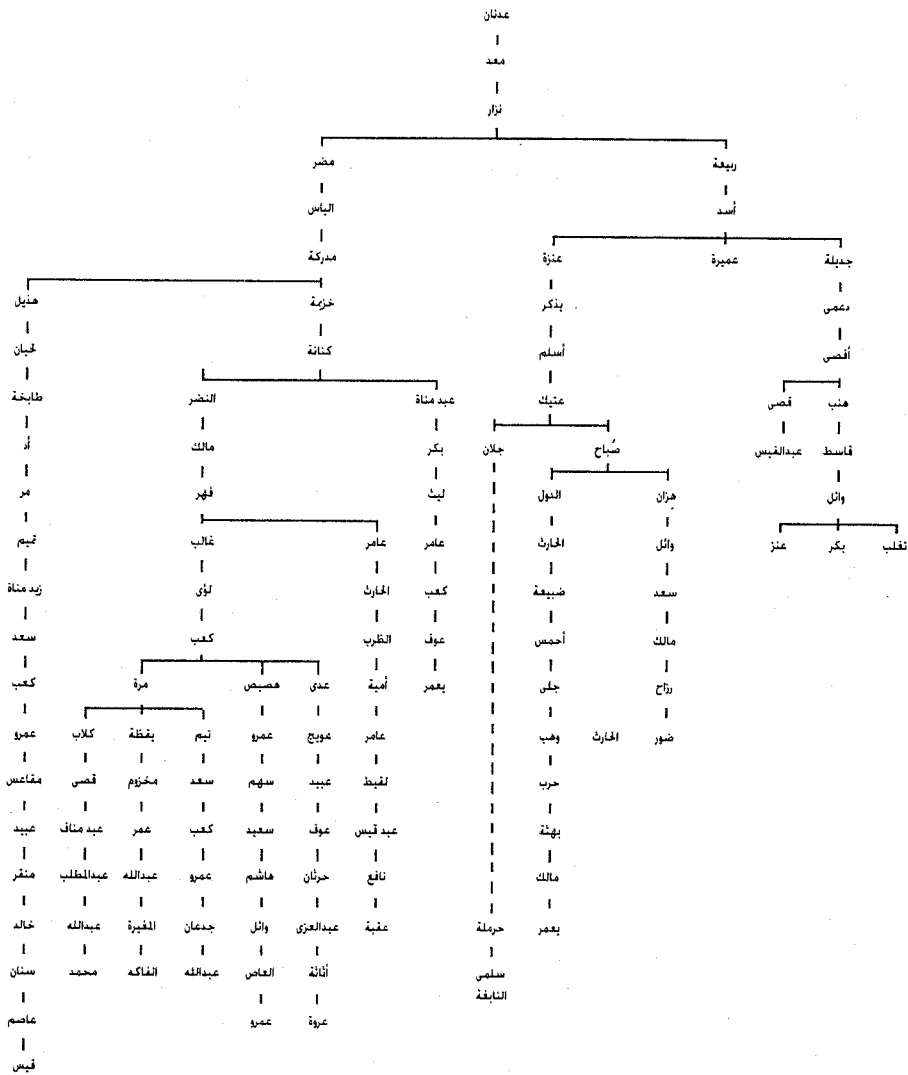 عدنان
معد
نزار
ربيعة مضر
أسد الياس
جديلة عميرة عنزة مدركة
دعمى يذكر خزيمة هذيل
أفصى أسلم كنانة لحيان
هنب قصى عتيك عبد مناة النضر طابخة
قاسط عبدالقيس صُباح جلان بكر مالك أد
وائل هزان الدول ليث فهر مر
تغلب بكر عنز وائل الحارث عامر عامر غالب تميم
سعد ضبيعة كعب الحارث لؤى زيد مناة
مالك أحمس عوف الظرب كعب سعد
رزاح جلى يعمر أمية عدى هصيص مرة كعب
ضور الحارث وهب عامر عويج عمرو تيم يقظة كلاب عمرو
حرب لقيط عبيد سهم سعد مخزوم قصى مقاعس
بهثة عبد قيس عوف سعيد كعب عمر عبد مناف عبيد
مالك نافع حرثان هاشم عمرو عبدالله عبدالمطلب منقر
يعمر حرملة عقبة عبدالعزى وائل جدعان المغيرة عبدالله خالد
سلمى أثاثة العاص عبدالله الفاكه محمد سنان
النابغة عروة عمرو عاصم
قيس